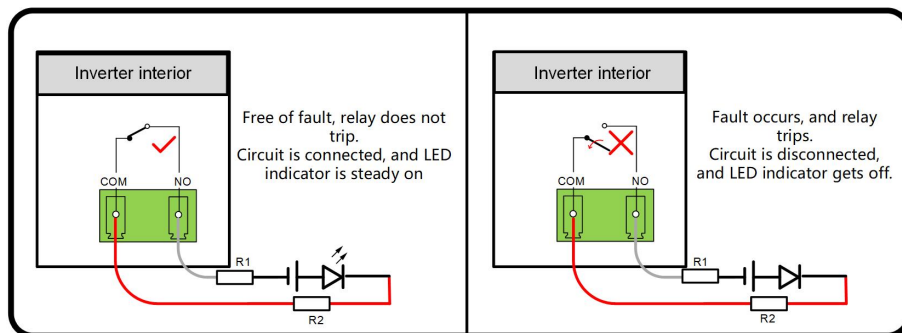 Inverter interior
Free of fault, relay does not
trip.
Circuit is connected, and LED
indicator is steady on
COM
NO
R1
R2
Inverter interior
Fault occurs, and relay
trips.
Circuit is disconnected,
and LED indicator gets off.
COM
NO
R1
R2